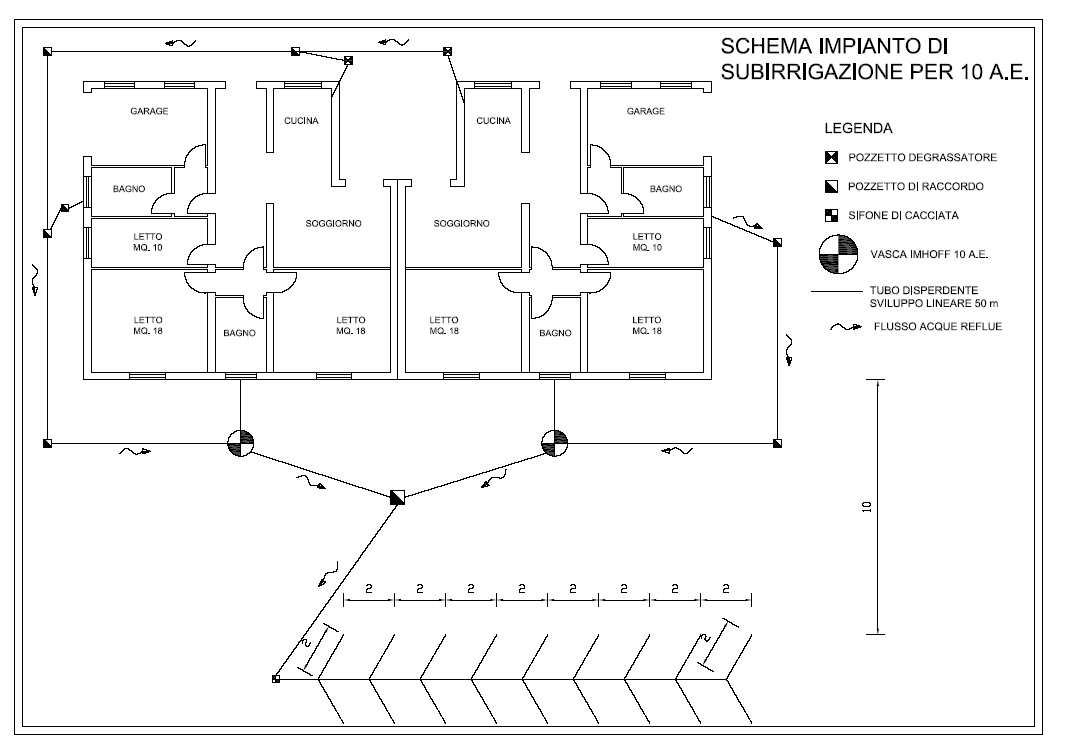 SCHEMA IMPIANTO DI
SUBIRRIGAZIONE PER 10 A.E.
LEGENDA
POZZETTO DEGRASSATORE
POZZETTO DI RACCORDO
SIFONE DI CACCIATA
VASCA IMHOFF 10 A.E.
TUBO DISPERDENTE
SVILUPPO LINEARE 50 m
FLUSSO ACQUE REFLUE
GARAGE
CUCINA
CUCINA
GARAGE
BAGNO
BAGNO
LETTO
MQ. 10
SOGGIORNO
SOGGIORNO
LETTO
MQ. 10
LETTO
MQ. 18
BAGNO
LETTO
MQ. 18
LETTO
MQ. 18
BAGNO
LETTO
MQ. 18
10
2
2
2
2
2
2
2
2
2
2